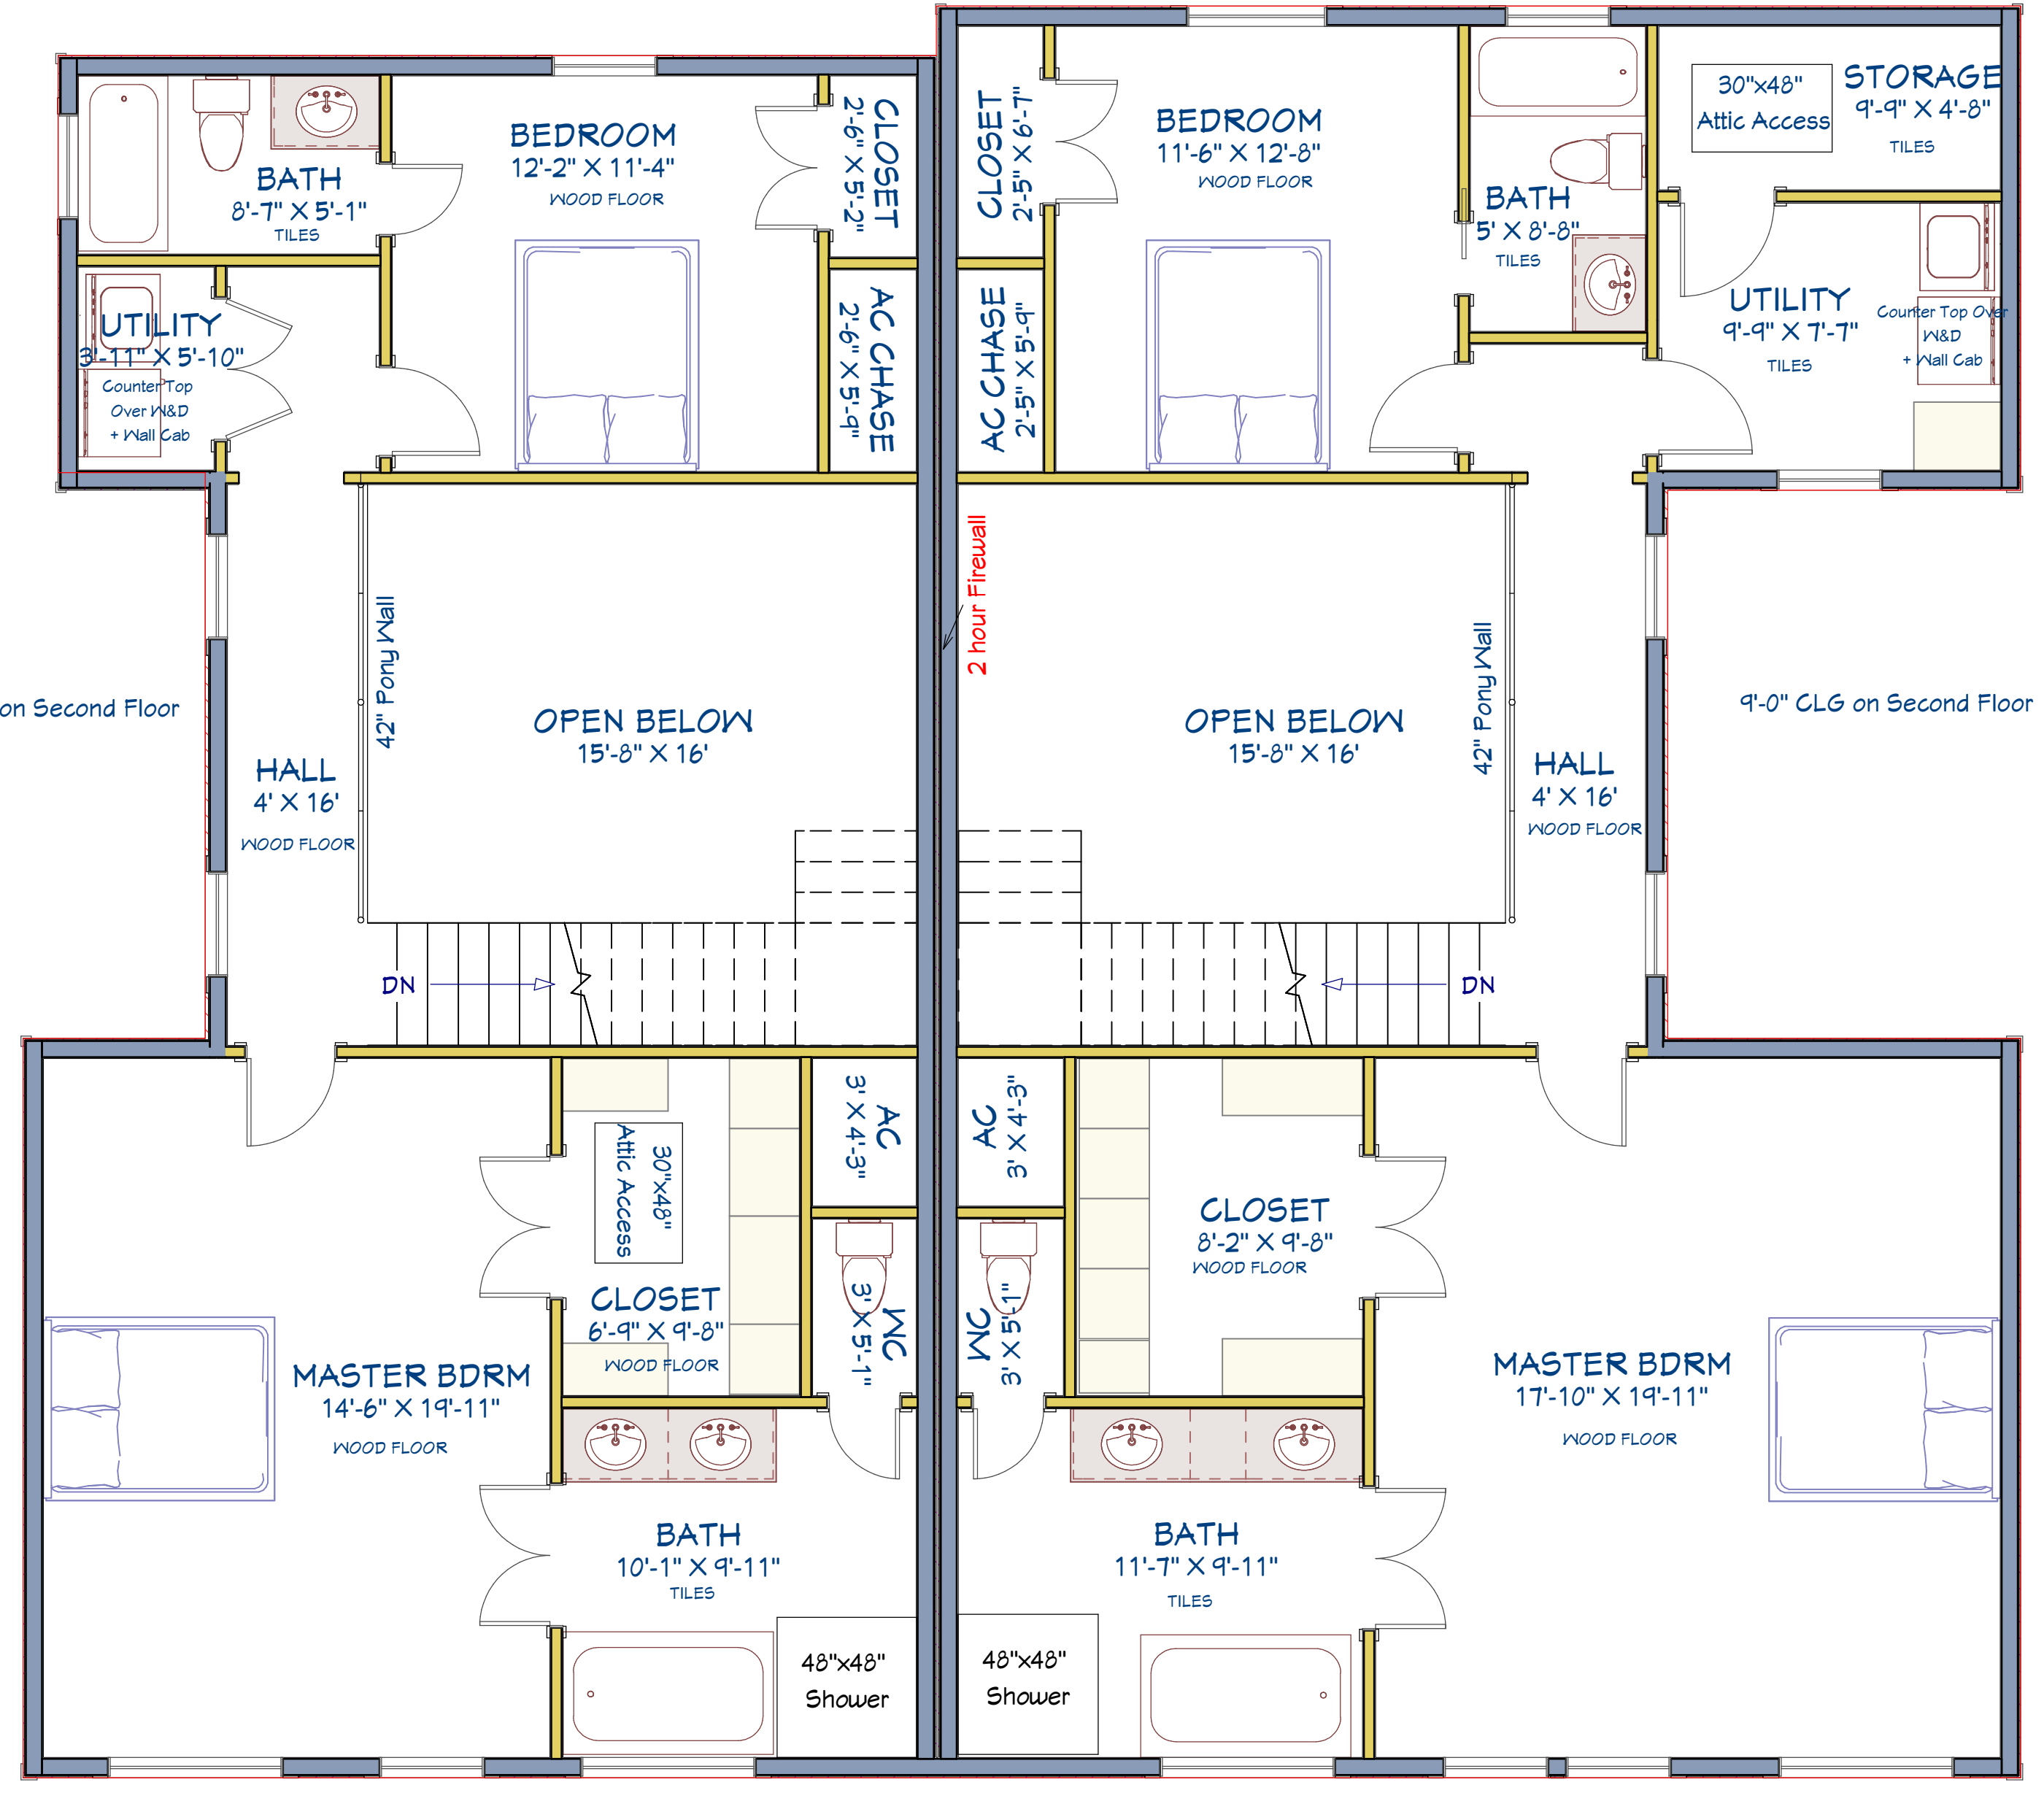 BATH
8'-7" X 5'-1"
TILES
BEDROOM
12'-2" X 11'-4"
WOOD FLOOR
CLOSET
2'-6" X 5'-2"
CLOSET
2'-5" X 6'-7"
BEDROOM
11'-6" X 12'-8"
WOOD FLOOR
BATH
5' X 8'-8"
TILES
30"x48"
Attic Access
STORAGE
9'-9" X 4'-8"
TILES
UTILITY
3'-11" X 5'-10"
Counter Top
Over W&D
+ Wall Cab
AC CHASE
2'-6" X 5'-9"
AC CHASE
2'-5" X 5'-9"
UTILITY
9'-9" X 7'-7"
TILES
Counter Top Over
W&D
+ Wall Cab
on Second Floor
HALL
4' X 16'
WOOD FLOOR
42" Pony Wall
OPEN BELOW
15'-8" X 16'
2 hour Firewall
OPEN BELOW
15'-8" X 16'
42" Pony Wall
HALL
4' X 16'
WOOD FLOOR
9'-0" CLG on Second Floor
DN
DN
30"x48"
Attic Access
AC
3' X 4'-3"
AC
3' X 4'-3"
CLOSET
6'-9" X 9'-8"
WOOD FLOOR
WC
3' X 5'-1"
WC
3' X 5'-1"
CLOSET
8'-2" X 9'-8"
WOOD FLOOR
MASTER BDRM
14'-6" X 19'-11"
WOOD FLOOR
MASTER BDRM
17'-10" X 19'-11"
WOOD FLOOR
BATH
10'-1" X 9'-11"
TILES
BATH
11'-7" X 9'-11"
TILES
48"x48"
Shower
48"x48"
Shower